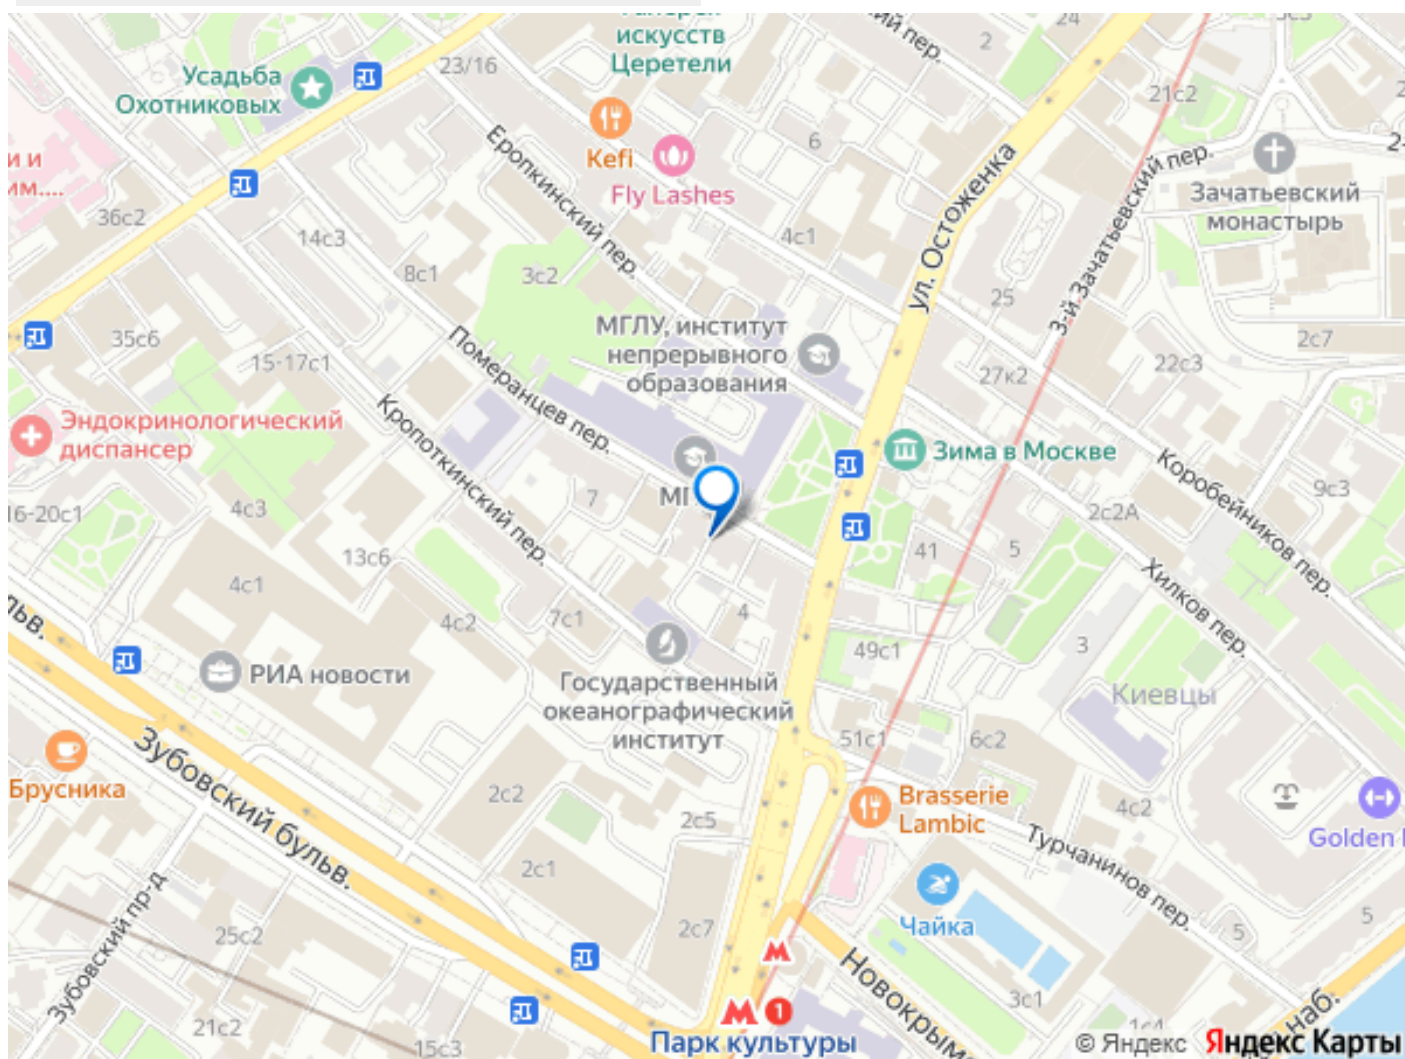 искусств
Церетели
24
2
пер.
23/16
Усадьба
Охотниковых
21с2
Kefi
Fly Lashes
6
Еропкинский пер.
ул. Остоженка
3-й Зачатьевский пер.
Зачатьевский
монастырь
и и
им....
36с2
14с3
8с1
3с2
4с1
25
2с7
35с6
15-17с1
Померанцев пер.
МГЛУ, институт
непрерывного
образования
27к2
22с3
Эндокринологический
диспансер
Кропоткинский пер.
Зима в Москве
Коробейников пер.
9с3
16-20с1
4с3
7
2с2А
13с6
41
5
Хилков пер.
4с1
4с2
7с1
4
49с1
3
РИА новости
Государственный
океанографический
институт
Киевцы
51с1
6с2
Брусника
Зубовский бульв.
2с2
2с5
Brasserie
Lambic
4с2
Golden
Турчанинов пер.
2с1
Чайка
Зубовский пр-д
25с2
2с7
5
5
Новокрымс
3с1
наб.
21с2
15с3
1
Парк культуры
© Яндекс Яндекс Карты